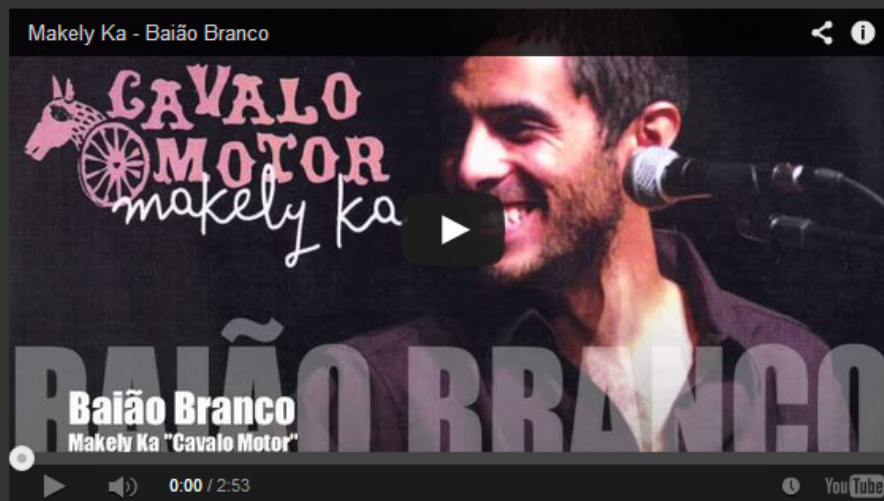 Makely Ka - Baião Branco
CAVALO
MOTOR
makely ka
BAIÃO BRANCO
Baião Branco
Makely Ka "Cavalo Motor"
0:00 / 2:53
YouTube